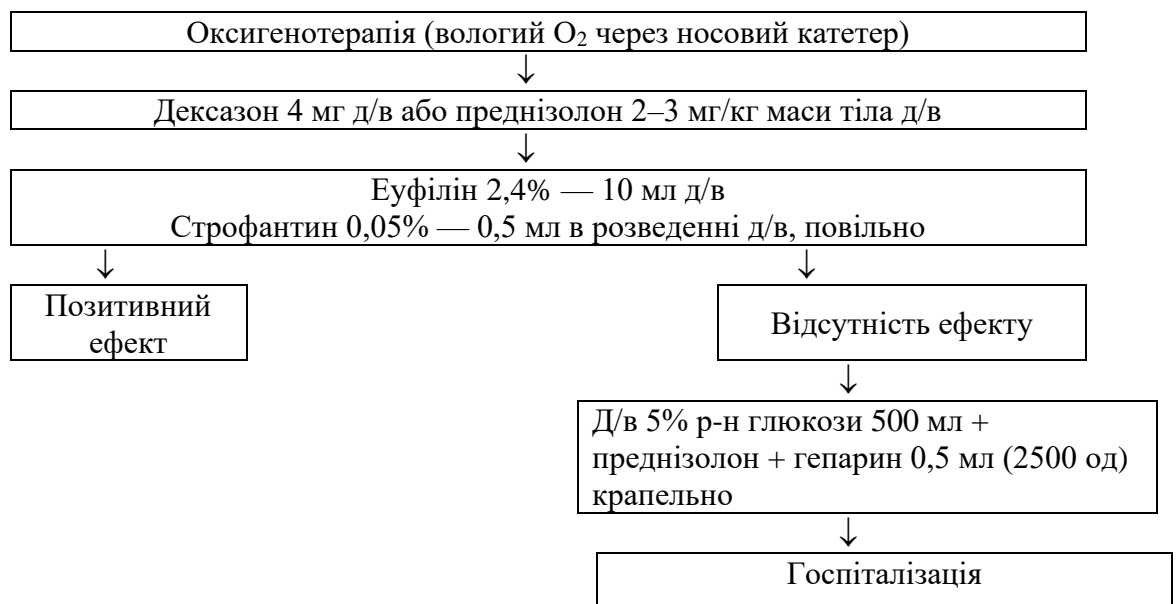 Оксигенотерапія (вологий О₂ через носовий катетер)
↓
Дексазон 4 мг д/в або преднізолон 2–3 мг/кг маси тіла д/в
↓
Еуфілін 2,4% — 10 мл д/в
Строфантин 0,05% — 0,5 мл в розведенні д/в, повільно
↓ ↓
Позитивний
ефект
Відсутність ефекту
↓
Д/в 5% р-н глюкози 500 мл +
преднізолон + гепарин 0,5 мл (2500 од)
крапельно
↓
Госпіталізація